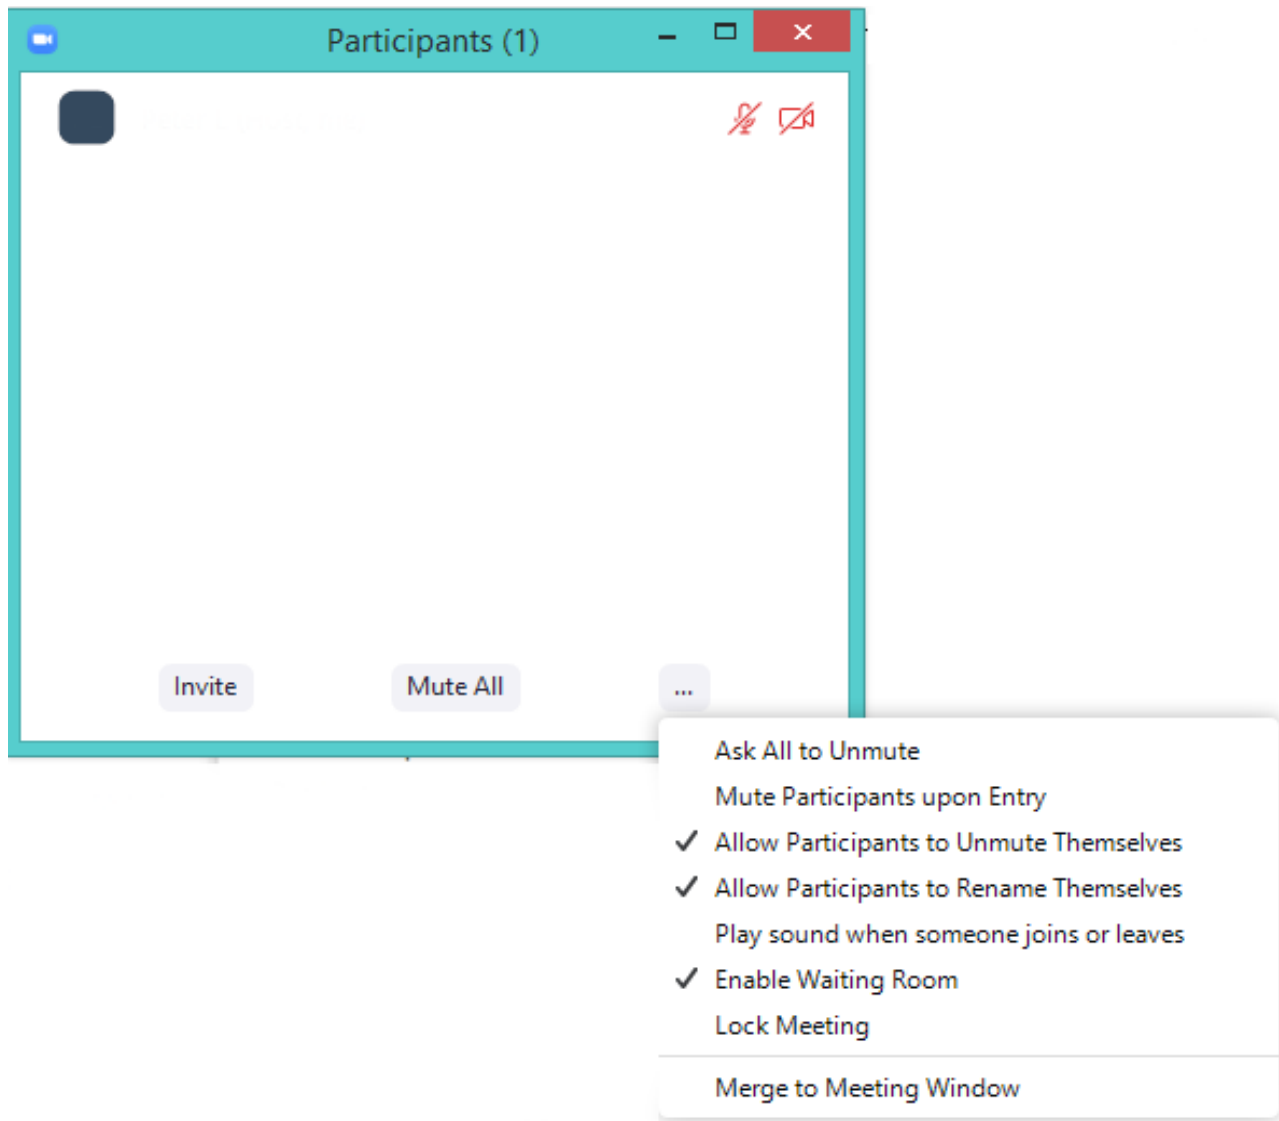 Participants (1)
Invite
Mute All
...
Ask All to Unmute
Mute Participants upon Entry
Allow Participants to Unmute Themselves
Allow Participants to Rename Themselves
Play sound when someone joins or leaves
Enable Waiting Room
Lock Meeting
Merge to Meeting Window